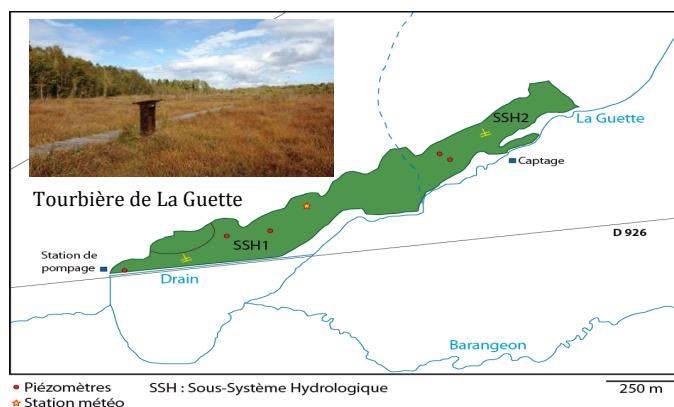 Tourbière de La Guette
SSH2
La Guette
Captage
SSH1
D 926
Station de
pompage
Drain
Barangeon
Piézomètres
SSH : Sous-Système Hydrologique
250 m
Station météo